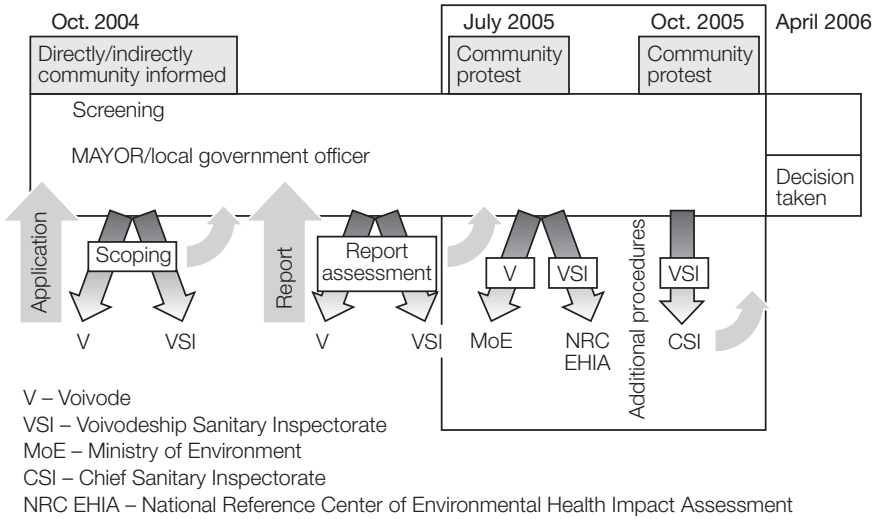 Oct. 2004
July 2005
Oct. 2005
April 2006
Directly/indirectly
community informed
Community
protest
Community
protest
Screening
MAYOR/local government officer
Decision
taken
Application
Scoping
V
VSI
Report
Report
assessment
V
VSI
V
VSI
MoE
NRC
EHIA
Additional procedures
VSI
CSI
V – Voivode
VSI – Voivodeship Sanitary Inspectorate
MoE – Ministry of Environment
CSI – Chief Sanitary Inspectorate
NRC EHIA – National Reference Center of Environmental Health Impact Assessment